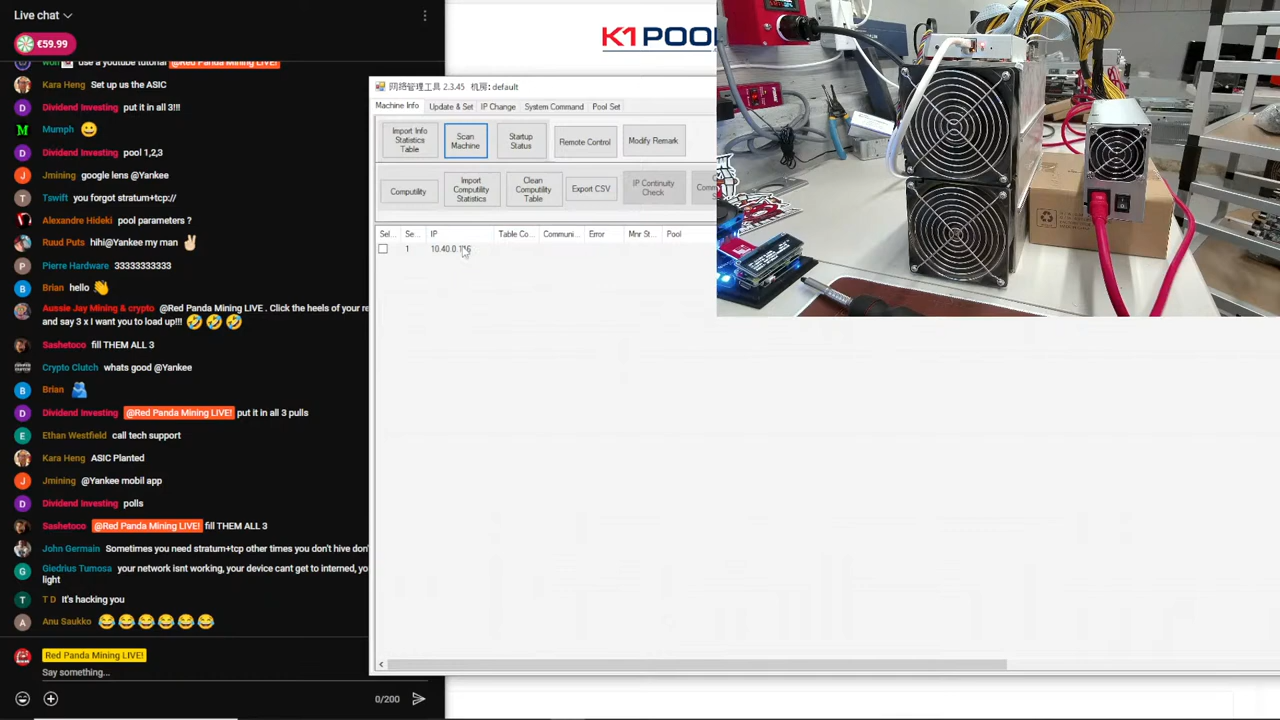 Live chat
€59.99
won use a youtube tutorial @Red Panda Mining LIVE!
Kara Heng Set up us the ASIC
Dividend Investing put it in all 3!!!
M Mumph
Dividend Investing pool 1,2,3
J Jmining google lens @Yankee
T Tswift you forgot stratum+tcp://
Alexandre Hideki pool parameters ?
Ruud Puts hihi@Yankee my man
P Pierre Hardware 33333333333
B Brian hello
Aussie Jay Mining & crypto @Red Panda Mining LIVE . Click the heels of your re
and say 3 x I want you to load up!!!
Sashetoco fill THEM ALL 3
Crypto Clutch whats good @Yankee
B Brian
Dividend Investing @Red Panda Mining LIVE! put it in all 3 pulls
E Ethan Westfield call tech support
Kara Heng ASIC Planted
J Jmining @Yankee mobil app
Dividend Investing polls
Sashetoco @Red Panda Mining LIVE! fill THEM ALL 3
John Germain Sometimes you need stratum+tcp other times you don't hive don'
G Giedrius Tumosa your network isnt working, your device cant get to interned, yo
light
T T D It's hacking you
A Anu Saukko
Red Panda Mining LIVE!
Say something...
0/200
K1POOL
网络管理工具 2.3.45 机房: default
Machine Info Update & Set IP Change System Command Pool Set
Import Info Statistics Table
Scan Machine
Startup Status
Remote Control
Modify Remark
Computility
Import Computility Statistics
Clean Computility Table
Export CSV
IP Continuity Check
Sel... Se... IP Table Co... Communi... Error Mnr St... Pool
1